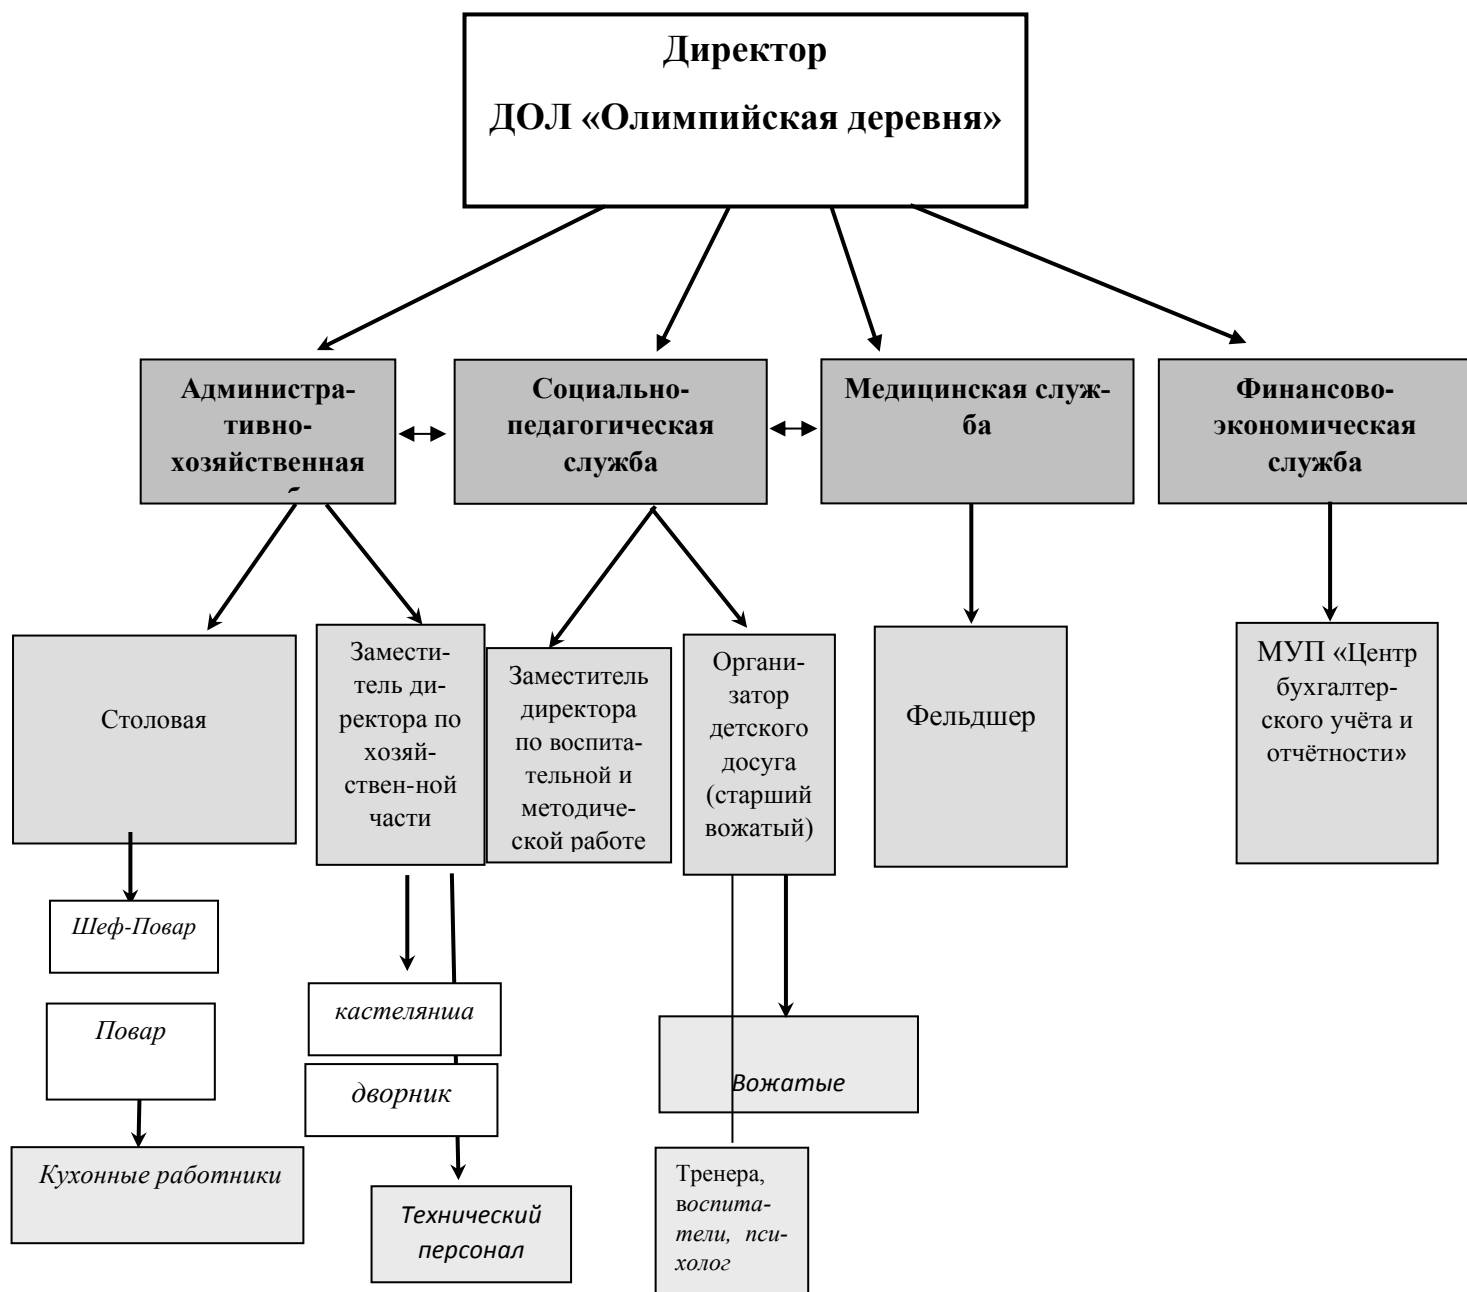 Директор
ДОЛ «Олимпийская деревня»
Администра-
тивно-
хозяйственная
Социально-
педагогическая
служба
Медицинская служ-
ба
Финансово-
экономическая
служба
Столовая
Замести-
тель ди-
ректора по
хозяй-
ствен-ной
части
Заместитель
директора
по воспита-
тельной и
методиче-
ской работе
Органи-
затор
детского
досуга
(старший
вожатый)
Фельдшер
МУП «Центр
бухгалтер-
ского учёта и
отчётности»
Шеф-Повар
Повар
Кухонные работники
кастелянша
дворник
Технический
персонал
Вожатые
Тренера,
воспита-
тели, пси-
холог